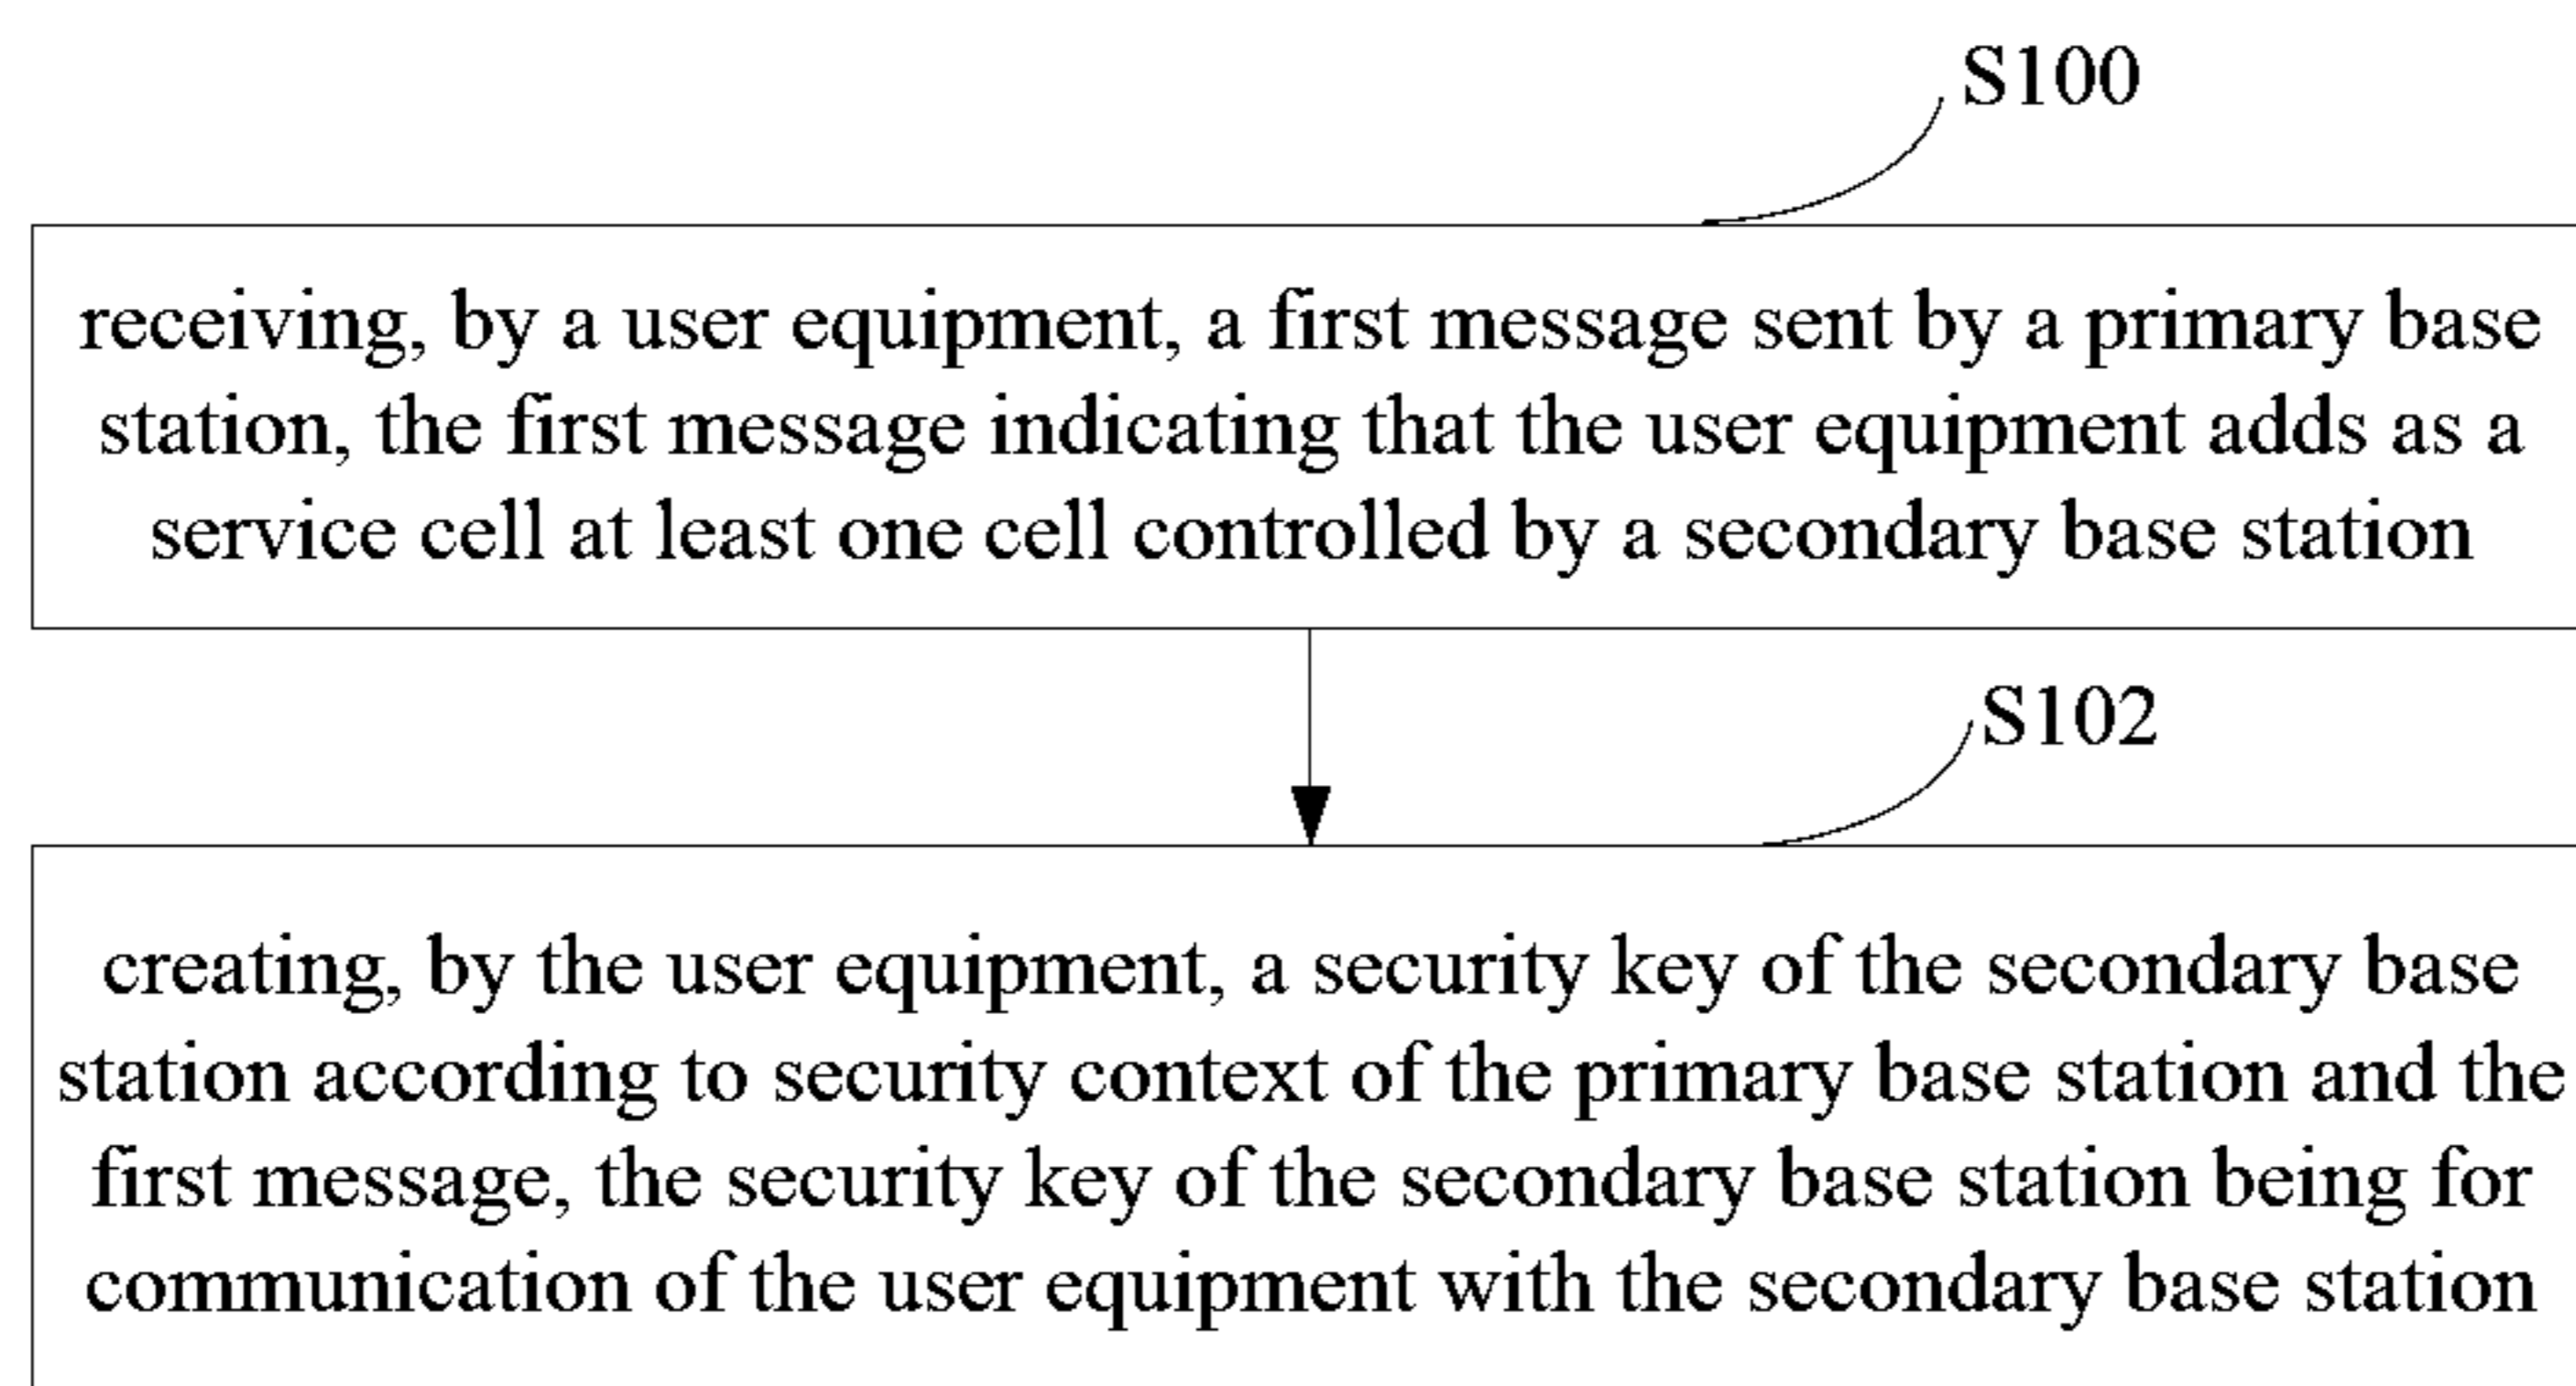 S100
receiving, by a user equipment, a first message sent by a primary base
station, the first message indicating that the user equipment adds as a
service cell at least one cell controlled by a secondary base station
S102
creating, by the user equipment, a security key of the secondary base
station according to security context of the primary base station and the
first message, the security key of the secondary base station being for
communication of the user equipment with the secondary base station